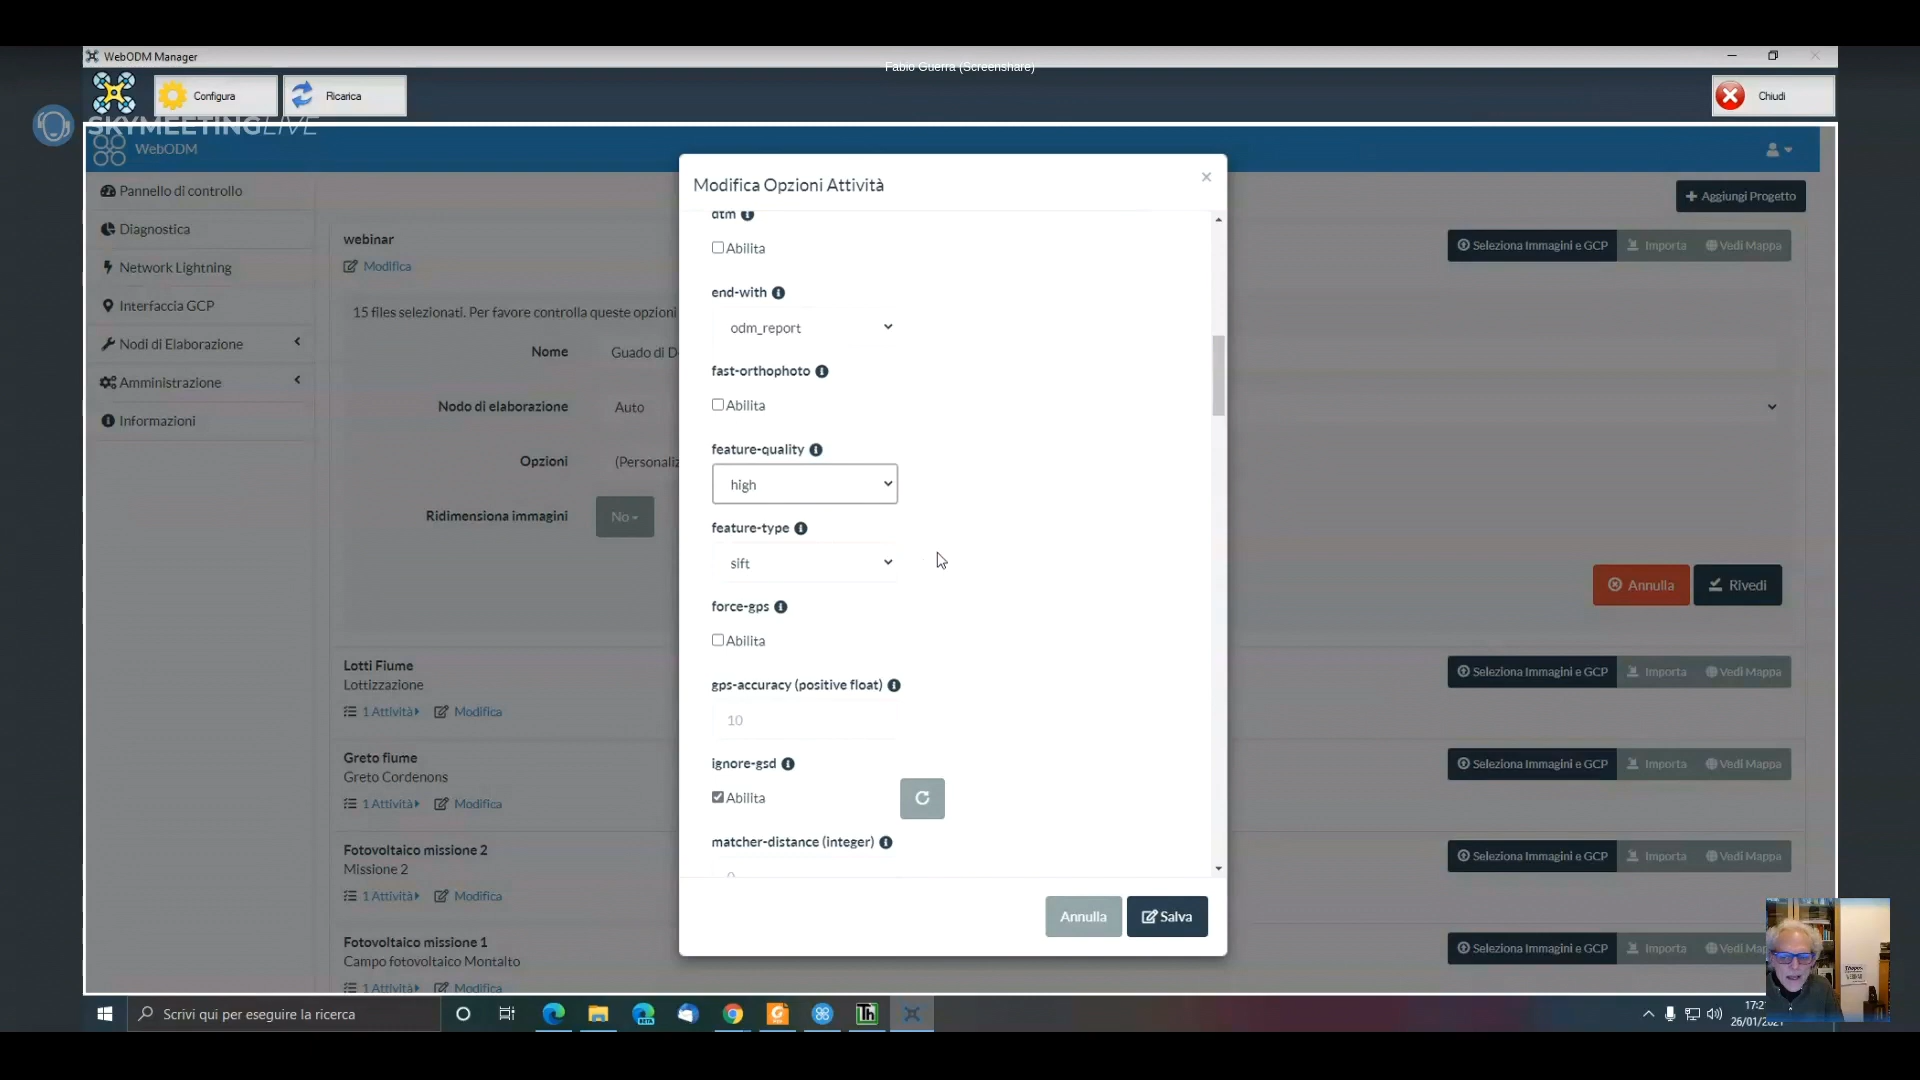 WebODM Manager
Fabio Guerra (Screenshare)
Configura
Ricarica
Chiudi
SKYMEETINGLIVE
WebODM
Pannello di controllo
Diagnostica
Network Lightning
Interfaccia GCP
Nodi di Elaborazione
Amministrazione
Informazioni
Aggiungi Progetto
webinar
Modifica
Seleziona Immagini e GCP
Importa
Vedi Mappa
15 files selezionati. Per favore controlla queste opzioni
Nome
Guado di D
Nodo di elaborazione
Auto
Opzioni
(Personaliz
Ridimensiona immagini
No
Annulla
Rivedi
Lotti Fiume
Lottizzazione
1 Attività
Modifica
Seleziona Immagini e GCP
Importa
Vedi Mappa
Greto fiume
Greto Cordenons
1 Attività
Modifica
Seleziona Immagini e GCP
Importa
Vedi Mappa
Fotovoltaico missione 2
Missione 2
1 Attività
Modifica
Seleziona Immagini e GCP
Importa
Vedi Mappa
Fotovoltaico missione 1
Campo fotovoltaico Montalto
1 Attività
Modifica
Seleziona Immagini e GCP
Importa
Modifica Opzioni Attività
×
dtm
Abilita
end-with
odm_report
fast-orthophoto
Abilita
feature-quality
high
feature-type
sift
force-gps
Abilita
gps-accuracy (positive float)
10
ignore-gsd
Abilita
matcher-distance (integer)
Annulla
Salva
Scrivi qui per eseguire la ricerca
Th
17:2
26/01/202